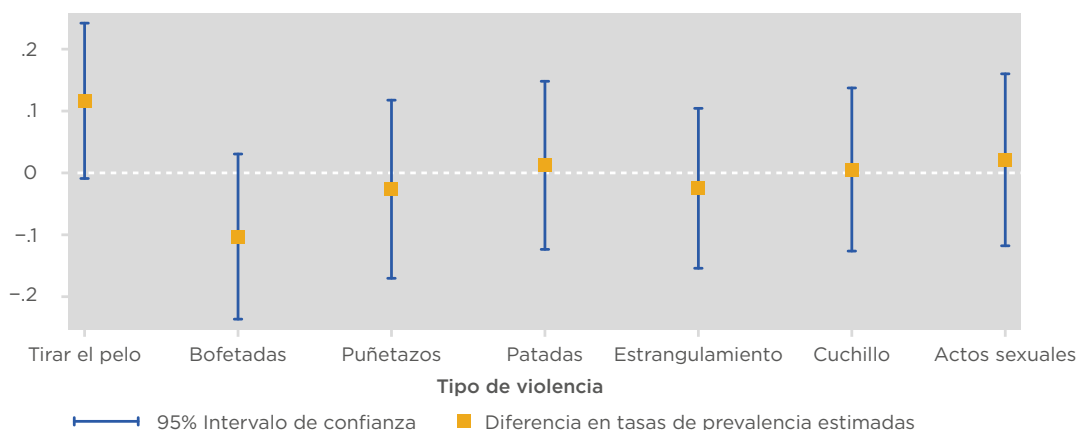 .2
.1
0
–.1
–.2
Tirar el pelo Bofetadas Puñetazos Patadas Estrangulamiento Cuchillo Actos sexuales
Tipo de violencia
95% Intervalo de confianza Diferencia en tasas de prevalencia estimadas